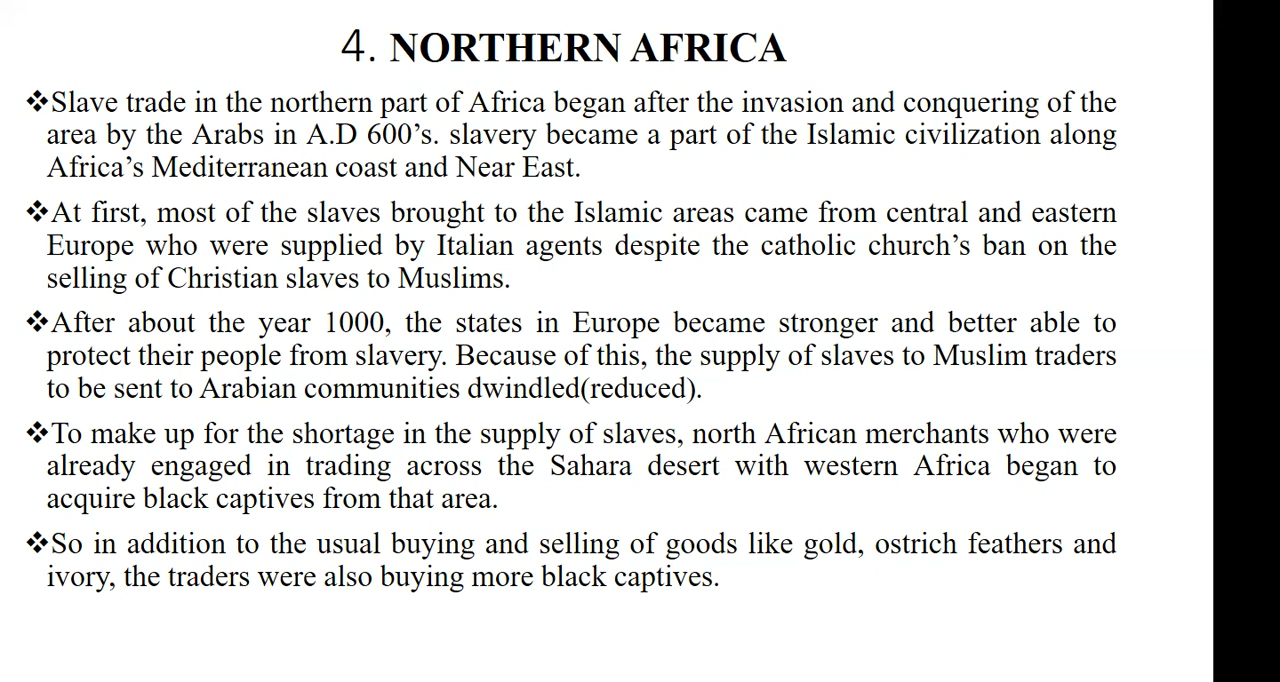 4. NORTHERN AFRICA
❖Slave trade in the northern part of Africa began after the invasion and conquering of the
area by the Arabs in A.D 600’s. slavery became a part of the Islamic civilization along
Africa’s Mediterranean coast and Near East.
❖At first, most of the slaves brought to the Islamic areas came from central and eastern
Europe who were supplied by Italian agents despite the catholic church’s ban on the
selling of Christian slaves to Muslims.
❖After about the year 1000, the states in Europe became stronger and better able to
protect their people from slavery. Because of this, the supply of slaves to Muslim traders
to be sent to Arabian communities dwindled(reduced).
❖To make up for the shortage in the supply of slaves, north African merchants who were
already engaged in trading across the Sahara desert with western Africa began to
acquire black captives from that area.
❖So in addition to the usual buying and selling of goods like gold, ostrich feathers and
ivory, the traders were also buying more black captives.